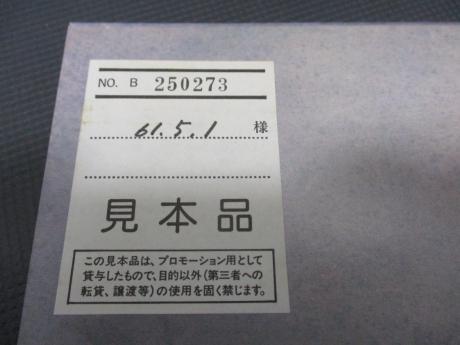 NO. B 250273
61.5.1 様
見本品
この見本品は、プロモーション用として
貸与したもので、目的以外(第三者への
転貸、譲渡等)の使用を固く禁じます。